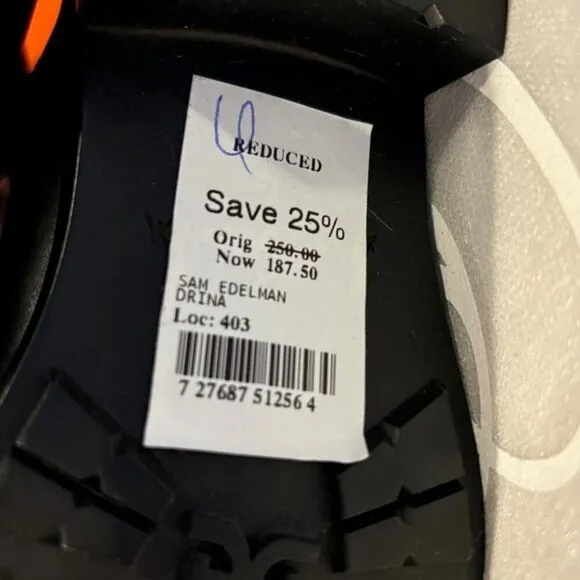 REDUCED
Save 25%
Orig 250.00
Now 187.50
SAM EDELMAN
DRINA
Loc: 403
7 27687 51256 4